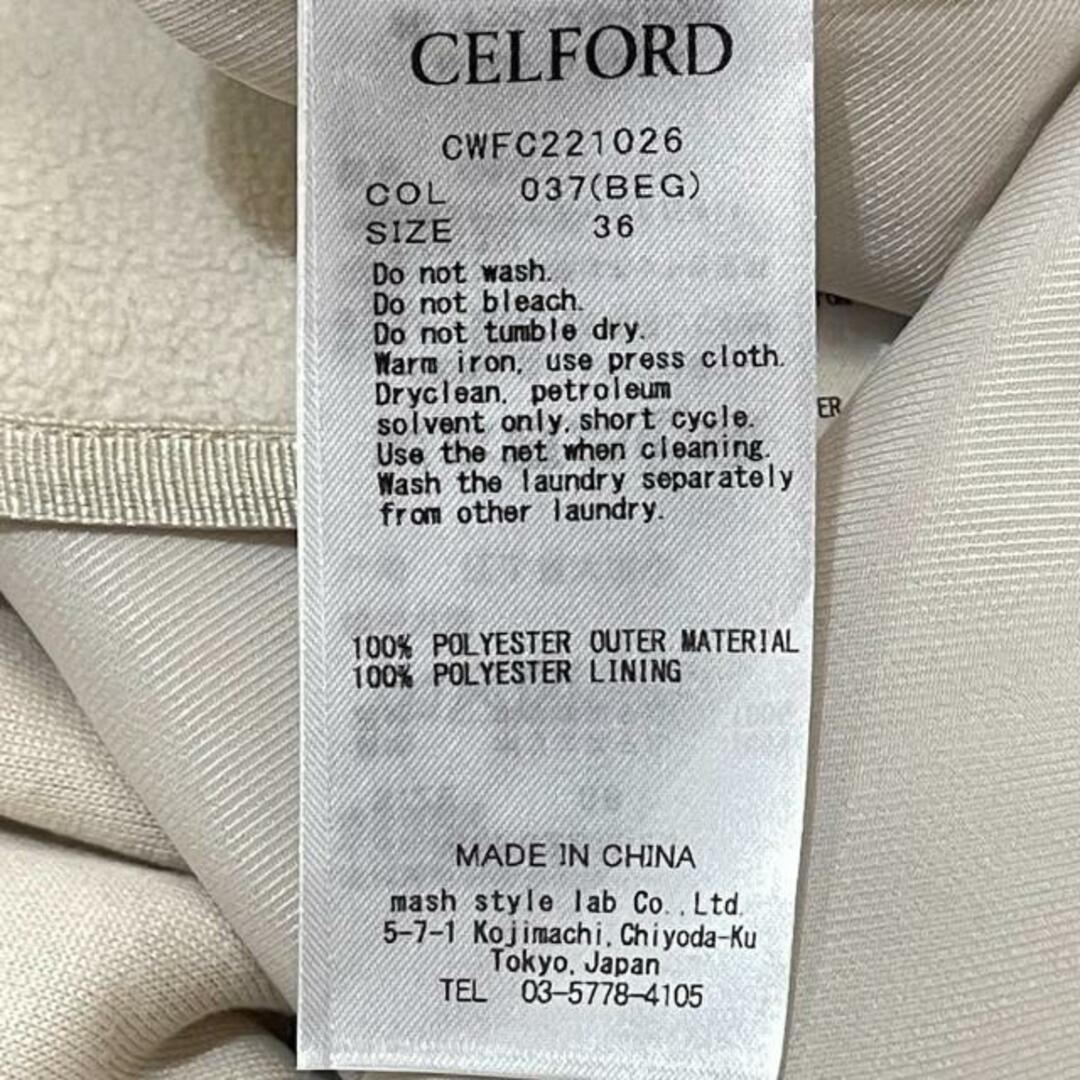 CELFORD
CWFC221026
COL 037(BEG)
SIZE 36
Do not wash.
Do not bleach.
Do not tumble dry.
Warm iron, use press cloth.
Dryclean, petroleum
solvent only,short cycle.
Use the net when cleaning.
Wash the laundry separately
from other laundry.
100% POLYESTER OUTER MATERIAL
100% POLYESTER LINING
MADE IN CHINA
mash style lab Co.,Ltd.
5-7-1 Kojimachi,Chiyoda-Ku
Tokyo,Japan
TEL 03-5778-4105
ER